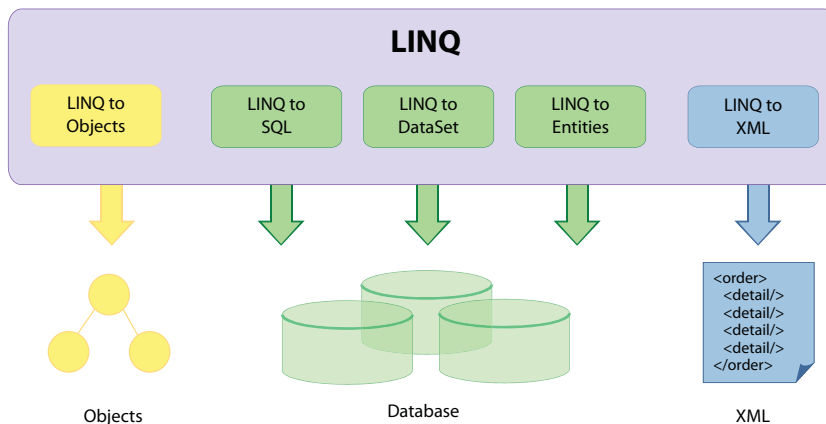 LINQ
LINQ to
Objects
LINQ to
SQL
LINQ to
DataSet
LINQ to
Entities
LINQ to
XML
<order>
<detail/>
<detail/>
<detail/>
<detail/>
</order>
Objects
Database
XML